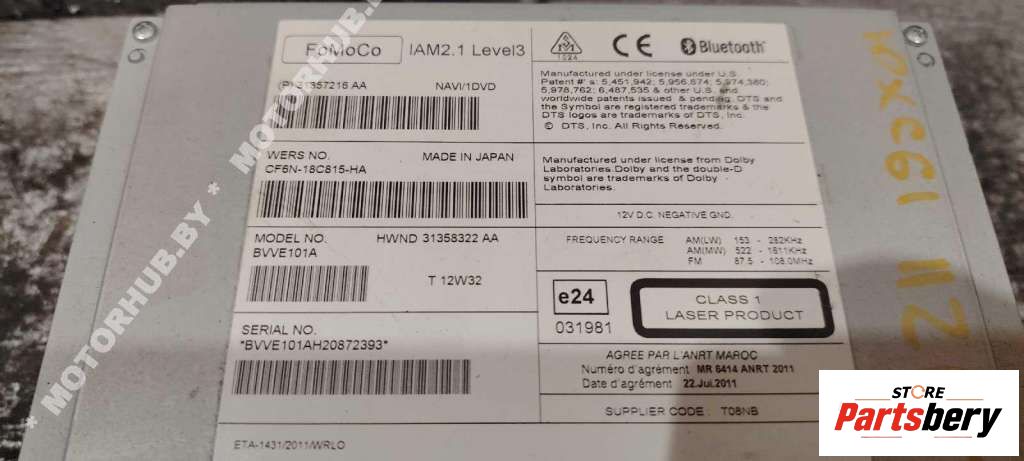 FoMoCo IAM2.1 Level3
(P) 31357216 AA NAVI/1DVD
WERS NO. MADE IN JAPAN
CF6N-18C815-HA
MODEL NO. HWND 31358322 AA
BVVE101A
T 12W32
SERIAL NO.
*BVVE101AH20872393*
ETA-1431/2011/WRLO
1024
CE
Bluetooth
Manufactured under license under U.S.
Patent #'s: 5,451,942; 5,956,674; 5,974,380;
5,978,762; 6,487,535 & other U.S. and
worldwide patents issued & pending. DTS and
the Symbol are registered trademarks & the
DTS logos are trademarks of DTS, Inc.
© DTS, Inc. All Rights Reserved.
Manufactured under license from Dolby
Laboratories.Dolby and the double-D
symbol are trademarks of Dolby
Laboratories.
12V D.C. NEGATIVE GND.
FREQUENCY RANGE AM(LW) 153 - 282KHz
AM(MW) 522 - 1611KHz
FM 87.5 - 108.0MHz
e24
031981
CLASS 1
LASER PRODUCT
AGREE PAR L'ANRT MAROC
Numéro d'agrément MR 6414 ANRT 2011
Date d'agrément 22.Jui.2011
SUPPLIER CODE : T08NB
* MOTORHUB.BY * MOTORHUB.BY
STORE
Partsbery